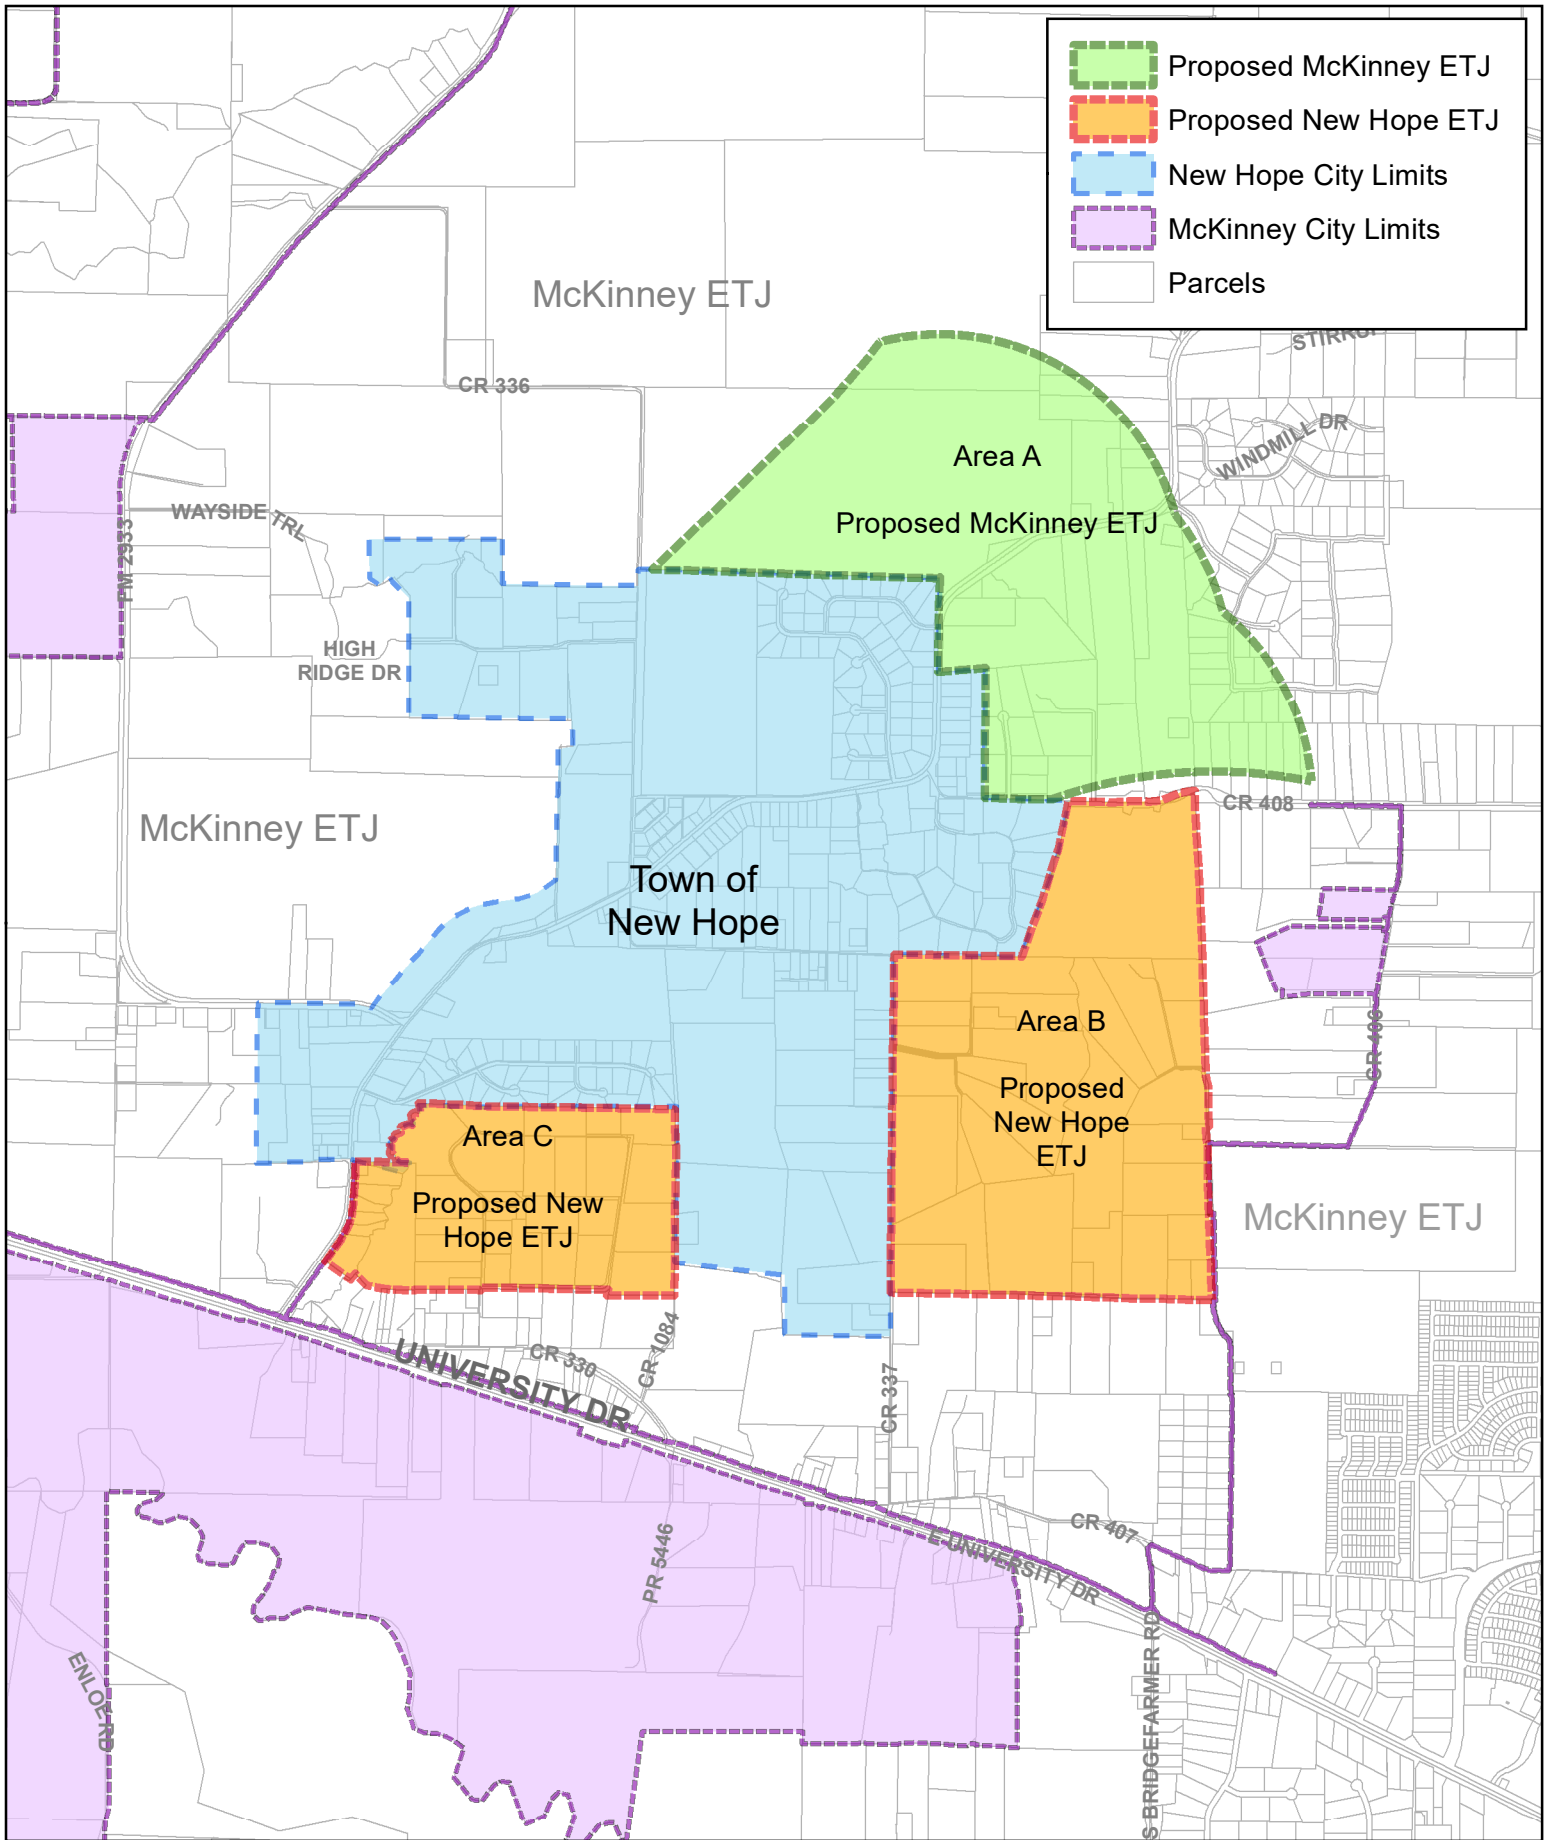 Proposed McKinney ETJ
Proposed New Hope ETJ
New Hope City Limits
McKinney City Limits
Parcels
McKinney ETJ
CR 336
WINDMILL DR
Area A
Proposed McKinney ETJ
WAYSIDE TRL
FM 2933
HIGH
RIDGE DR
McKinney ETJ
CR 408
Town of
New Hope
Area B
Proposed
New Hope
ETJ
Area C
Proposed New
Hope ETJ
McKinney ETJ
UNIVERSITY DR
CR 330
CR 1084
CR 337
CR 407
E UNIVERSITY DR
PR 5446
ENLOE RD
S BRIDGEFARMER RD